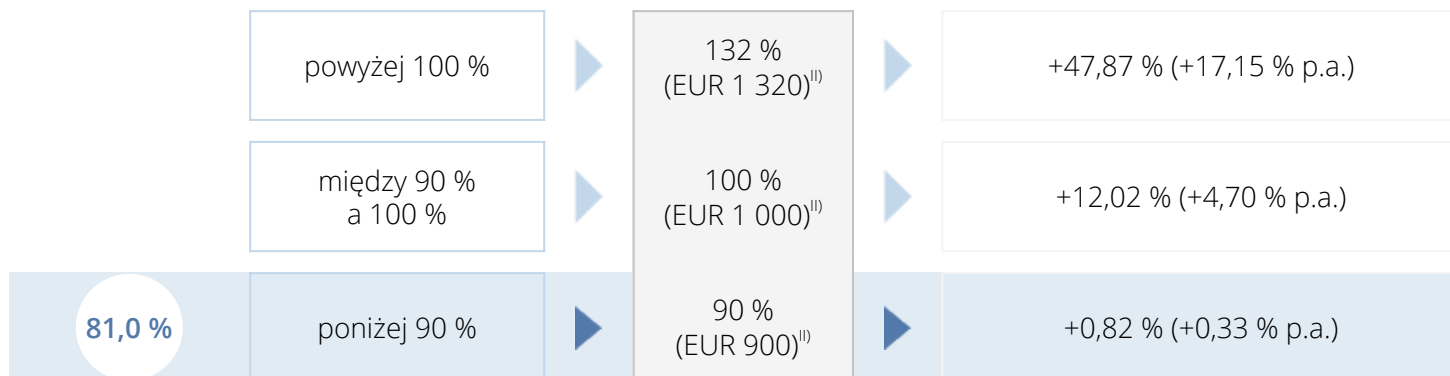 powyżej 100 %
132 %
(EUR 1 320)II)
+47,87 % (+17,15 % p.a.)
między 90 %
a 100 %
100 %
(EUR 1 000)II)
+12,02 % (+4,70 % p.a.)
81,0 %
poniżej 90 %
90 %
(EUR 900)II)
+0,82 % (+0,33 % p.a.)